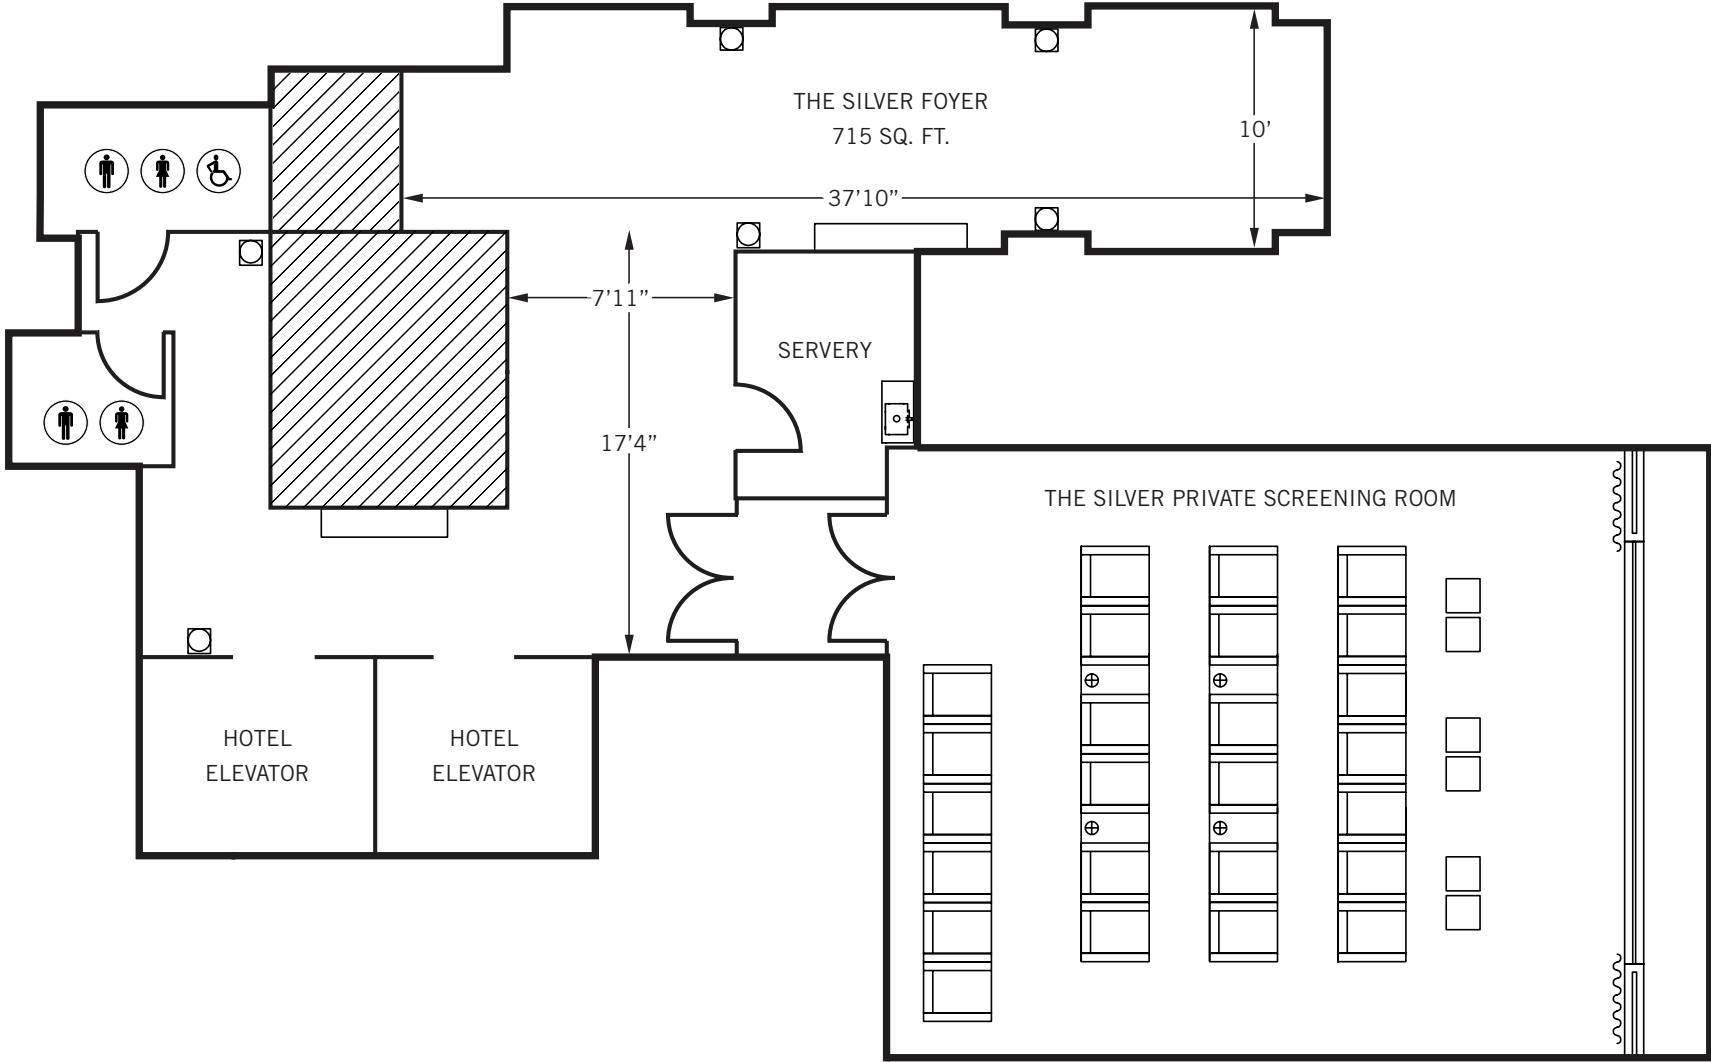 THE SILVER FOYER
715 SQ. FT.
10'
37'10”
7'11”
SERVERY
17'4”
THE SILVER PRIVATE SCREENING ROOM
HOTEL
ELEVATOR
HOTEL
ELEVATOR